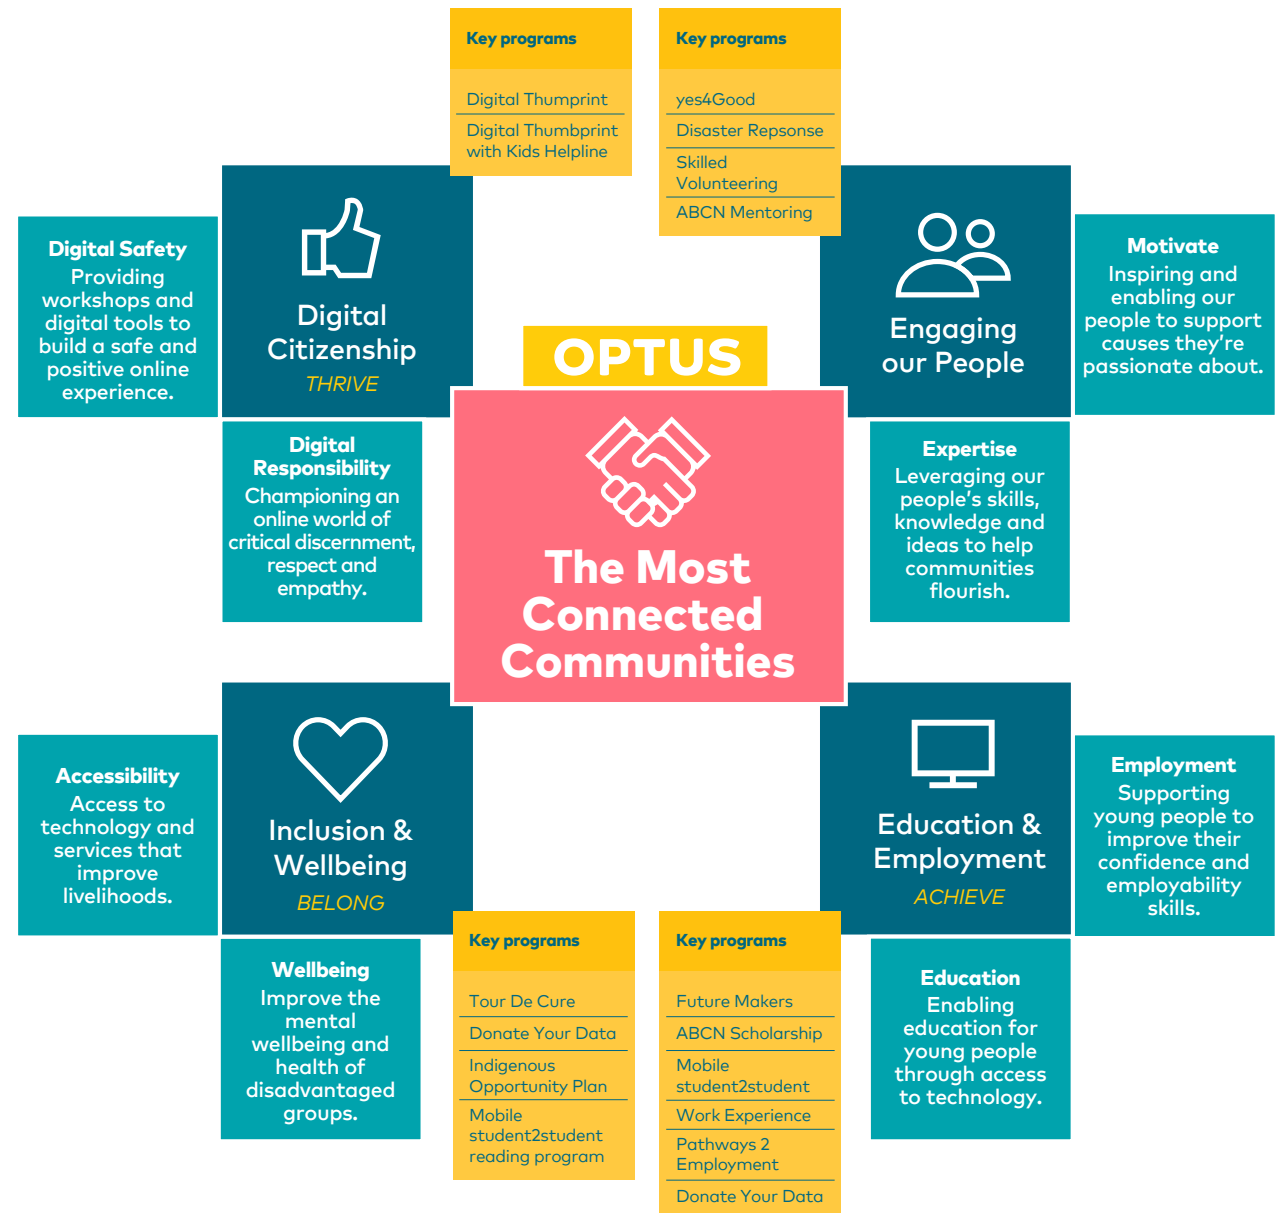 Key programs
Digital Thumprint
Digital Thumbprint
with Kids Helpline
Key programs
yes4Good
Disaster Repsonse
Skilled
Volunteering
ABCN Mentoring
Digital Safety
Providing
workshops and
digital tools to
build a safe and
positive online
experience.
Digital
Citizenship
THRIVE
Digital
Responsibility
Championing an
online world of
critical discernment,
respect and
empathy.
OPTUS
The Most
Connected
Communities
Engaging
our People
Motivate
Inspiring and
enabling our
people to support
causes they're
passionate about.
Expertise
Leveraging our
people's skills,
knowledge and
ideas to help
communities
flourish.
Accessibility
Access to
technology and
services that
improve
livelihoods.
Inclusion &
Wellbeing
BELONG
Wellbeing
Improve the
mental
wellbeing and
health of
disadvantaged
groups.
Key programs
Tour De Cure
Donate Your Data
Indigenous
Opportunity Plan
Mobile
student2student
reading program
Key programs
Future Makers
ABCN Scholarship
Mobile
student2student
Work Experience
Pathways 2
Employment
Donate Your Data
Education &
Employment
ACHIEVE
Employment
Supporting
young people to
improve their
confidence and
employability
skills.
Education
Enabling
education for
young people
through access
to technology.